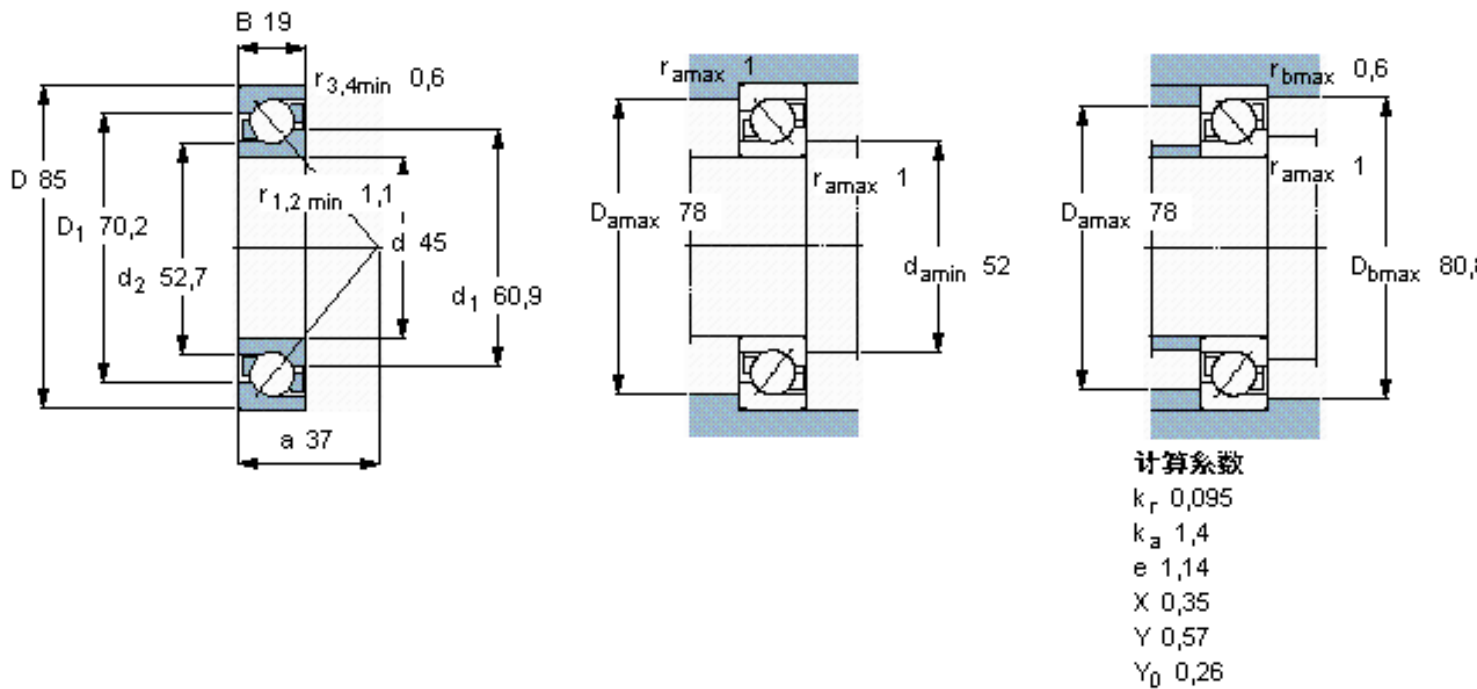 B 19
r3,4min 0,6
D 85
D1 70,2
d2 52,7
r1,2 min 1,1
d 45
d1 60,9
a 37
ramax 1
ramax 1
Damax 78
damin 52
rbmax 0,6
ramax 1
Damax 78
Dbmax 80,
计算系数
kr 0,095
ka 1,4
e 1,14
X 0,35
Y 0,57
Y0 0,26